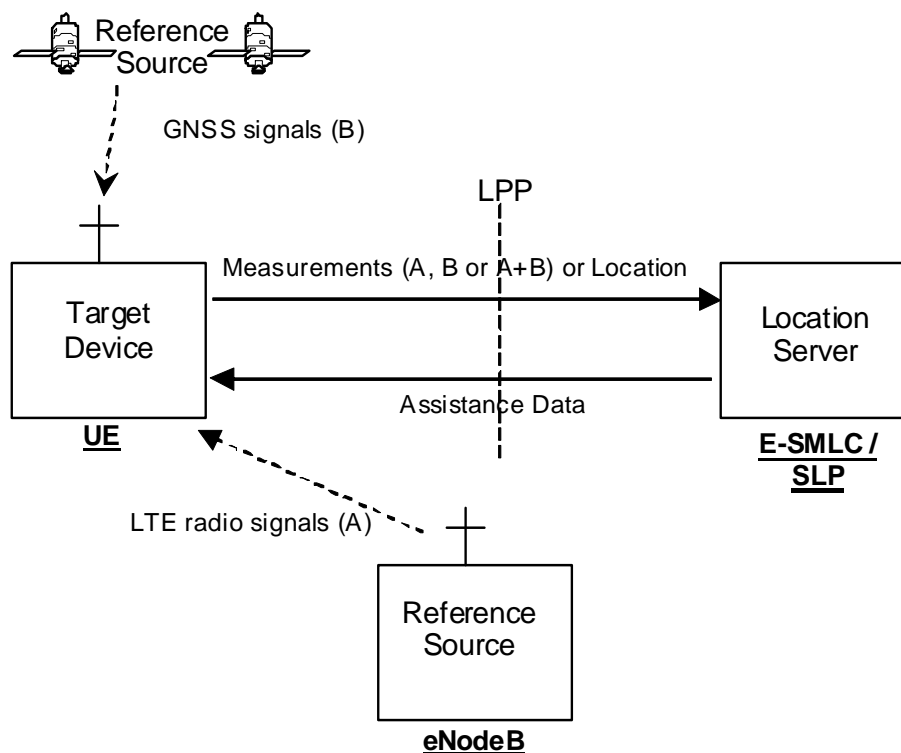 Reference
Source
GNSS signals (B)
LPP
Measurements (A, B or A+B) or Location
Target
Device
Location
Server
Assistance Data
UE
E-SMLC /
SLP
LTE radio signals (A)
Reference
Source
eNodeB